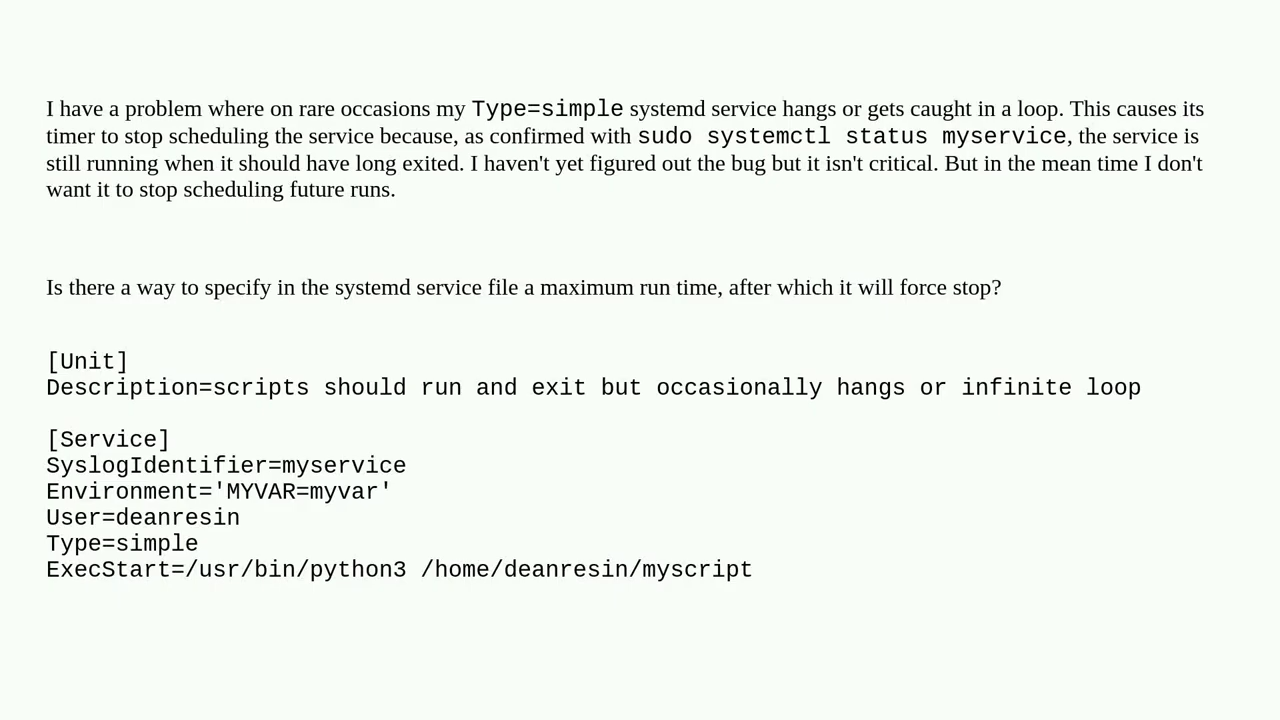 I have a problem where on rare occasions my Type=simple systemd service hangs or gets caught in a loop. This causes its
timer to stop scheduling the service because, as confirmed with sudo systemctl status myservice, the service is
still running when it should have long exited. I haven't yet figured out the bug but it isn't critical. But in the mean time I don't
want it to stop scheduling future runs.
Is there a way to specify in the systemd service file a maximum run time, after which it will force stop?
[Unit]
Description=scripts should run and exit but occasionally hangs or infinite loop
[Service]
SyslogIdentifier=myservice
Environment='MYVAR=myvar'
User=deanresin
Type=simple
ExecStart=/usr/bin/python3 /home/deanresin/myscript